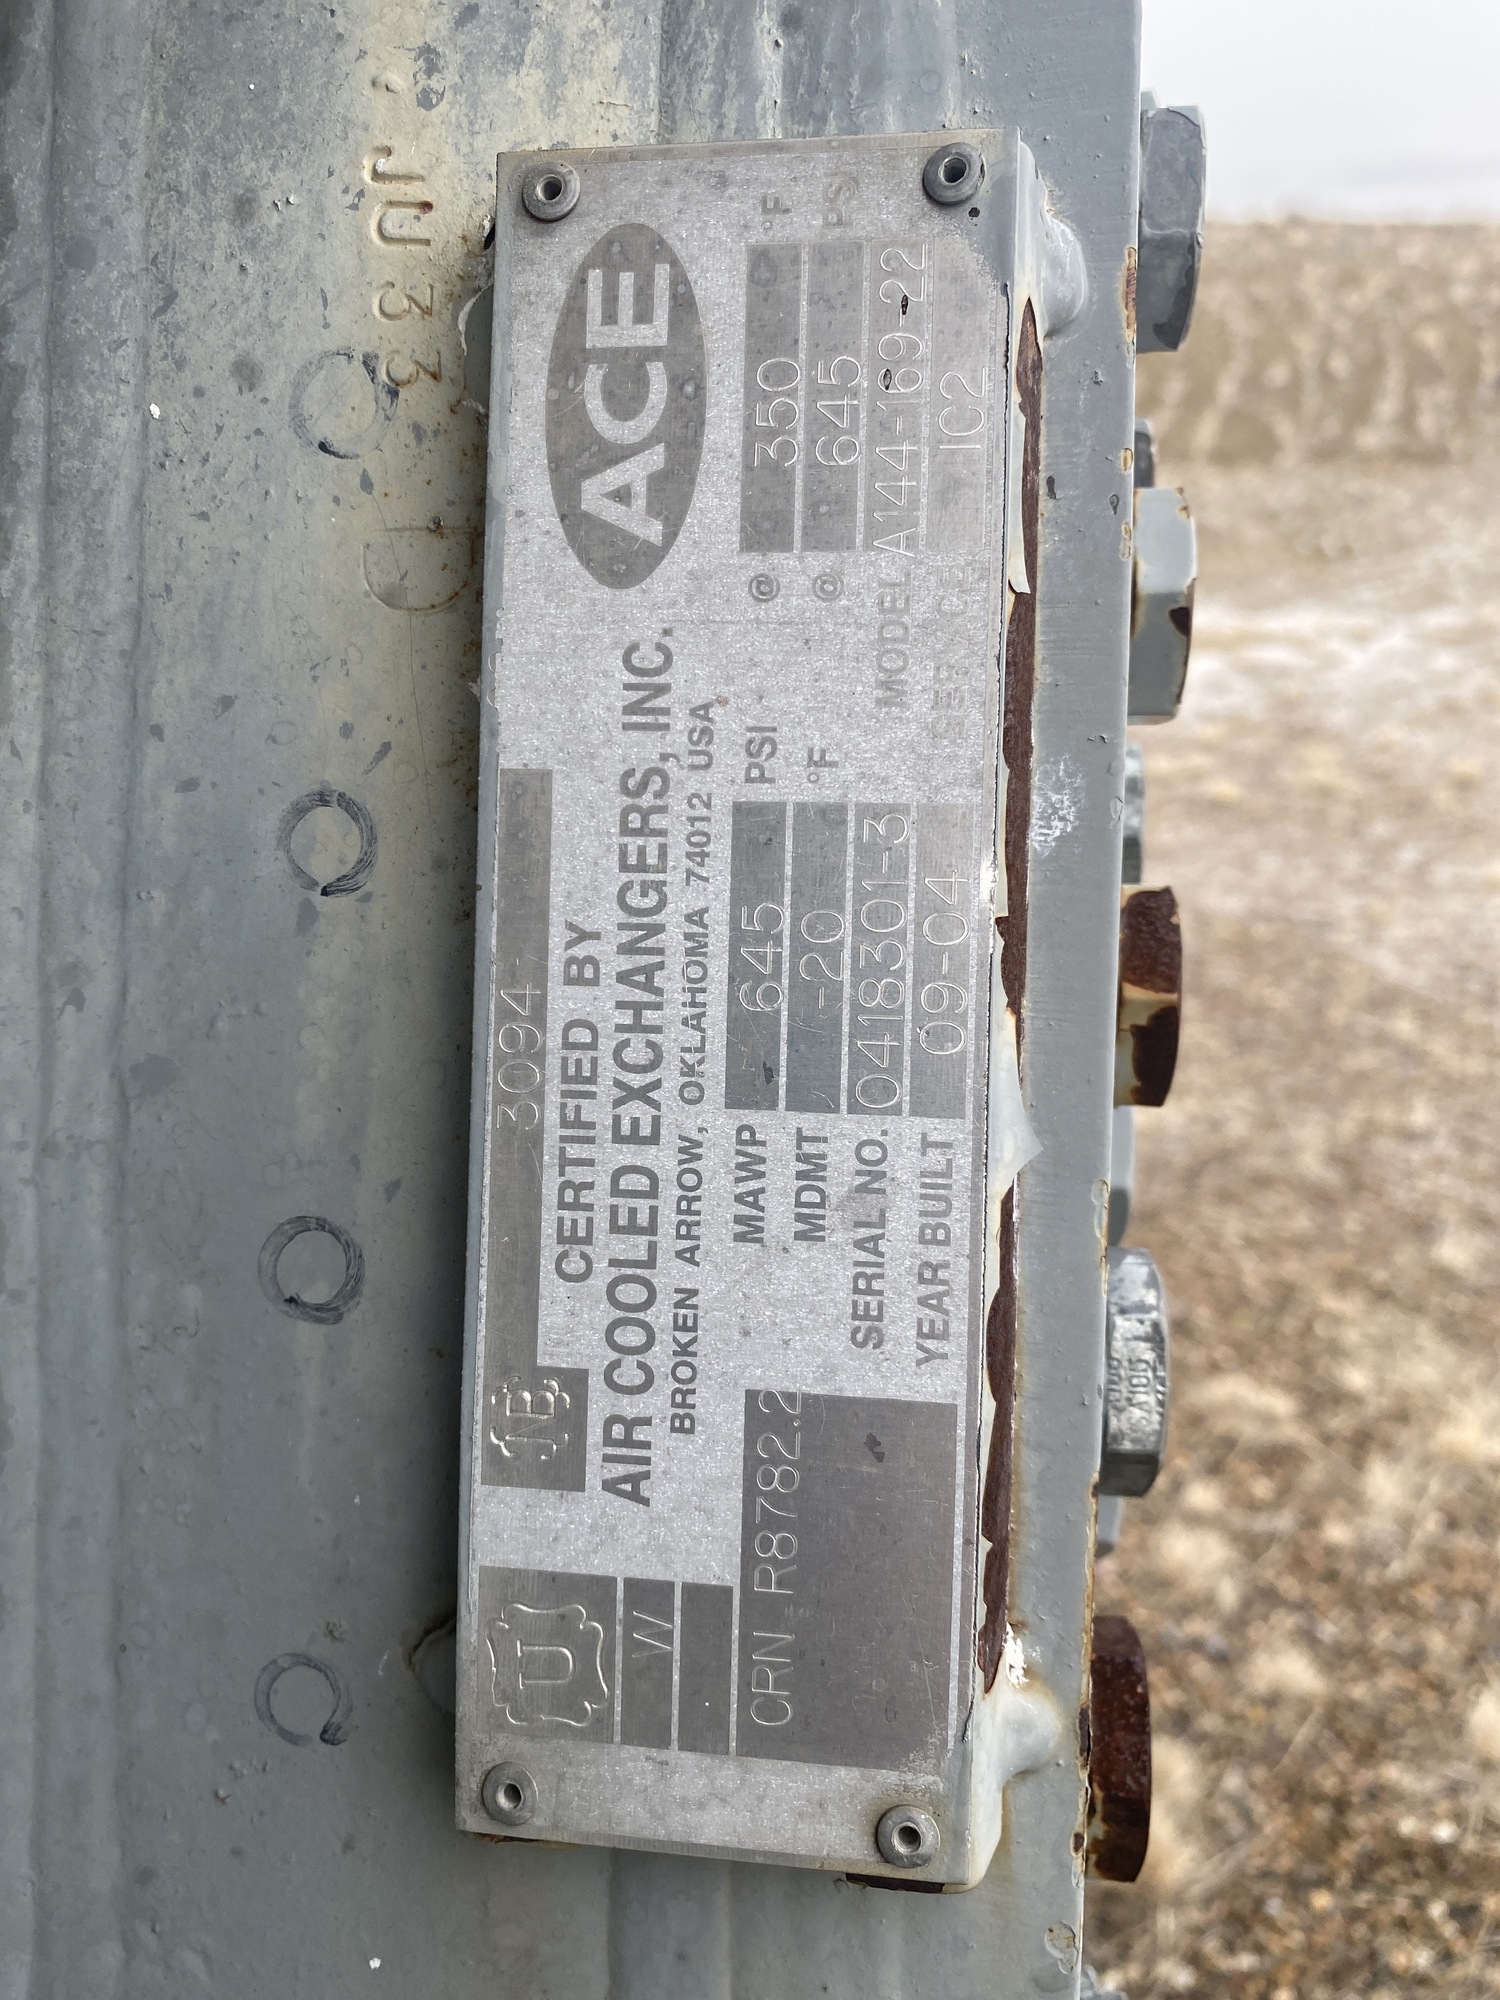 JU 33
D
NB 3094
CERTIFIED BY
AIR COOLED EXCHANGERS, INC.
BROKEN ARROW, OKLAHOMA 74012 USA
ACE
U
W
CRN R8782.2
MAWP 645 PSI @ 350 °F
MDMT -20 °F @ 645 PSI
SERIAL NO. 0418301-3 MODEL A144-169-22
YEAR BUILT 09-04 SERVICE IC2